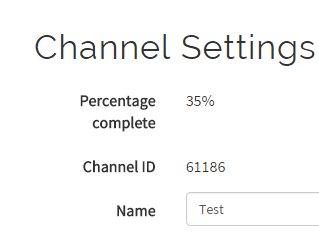 Channel Settings
Percentage complete 35%
Channel ID 61186
Name Test